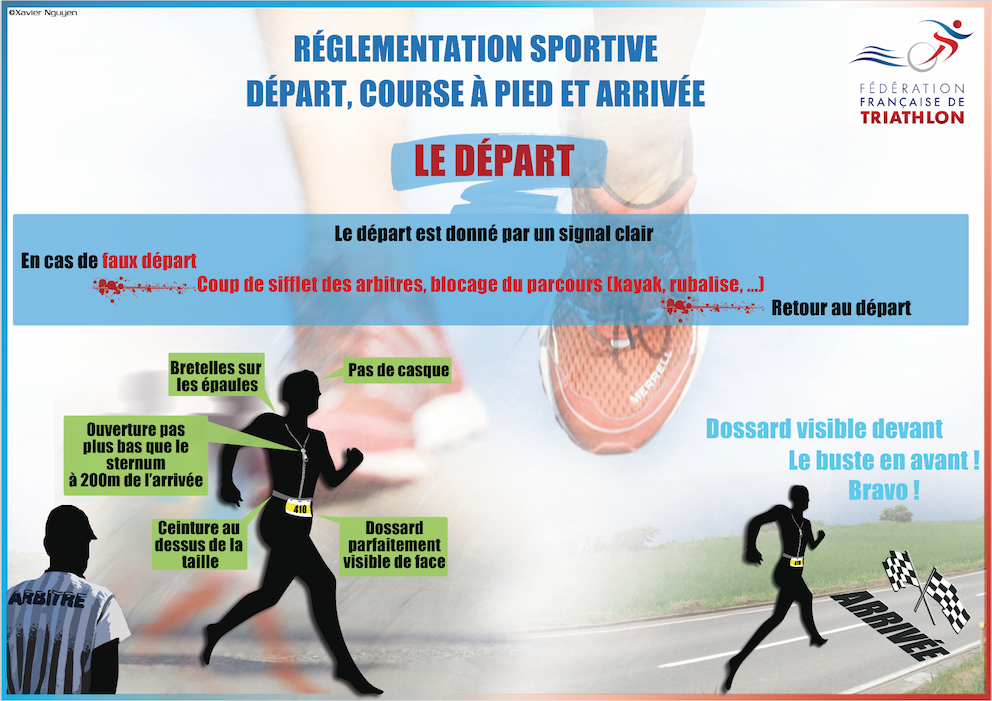 ©Xavier Nguyen
RÉGLEMENTATION SPORTIVE
DÉPART, COURSE À PIED ET ARRIVÉE
FÉDÉRATION
FRANÇAISE DE
TRIATHLON
LE DÉPART
Le départ est donné par un signal clair
En cas de faux départ
Coup de sifflet des arbitres, blocage du parcours (kayak, rubalise, ...)
Retour au départ
MERRELL
Bretelles sur
les épaules
Pas de casque
Ouverture pas
plus bas que le
sternum
à 200m de l'arrivée
Ceinture au
dessus de la
taille
410
Dossard
parfaitement
visible de face
ARBITRE
Dossard visible devant
Le buste en avant !
Bravo !
410
ARRIVÉE